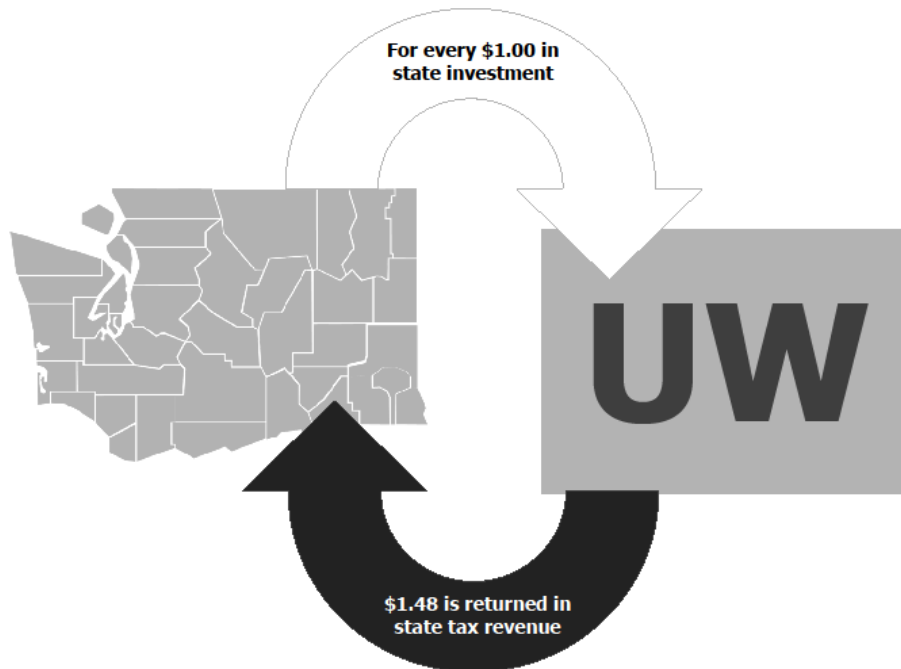 For every $1.00 in
state investment
UW
$1.48 is returned in
state tax revenue